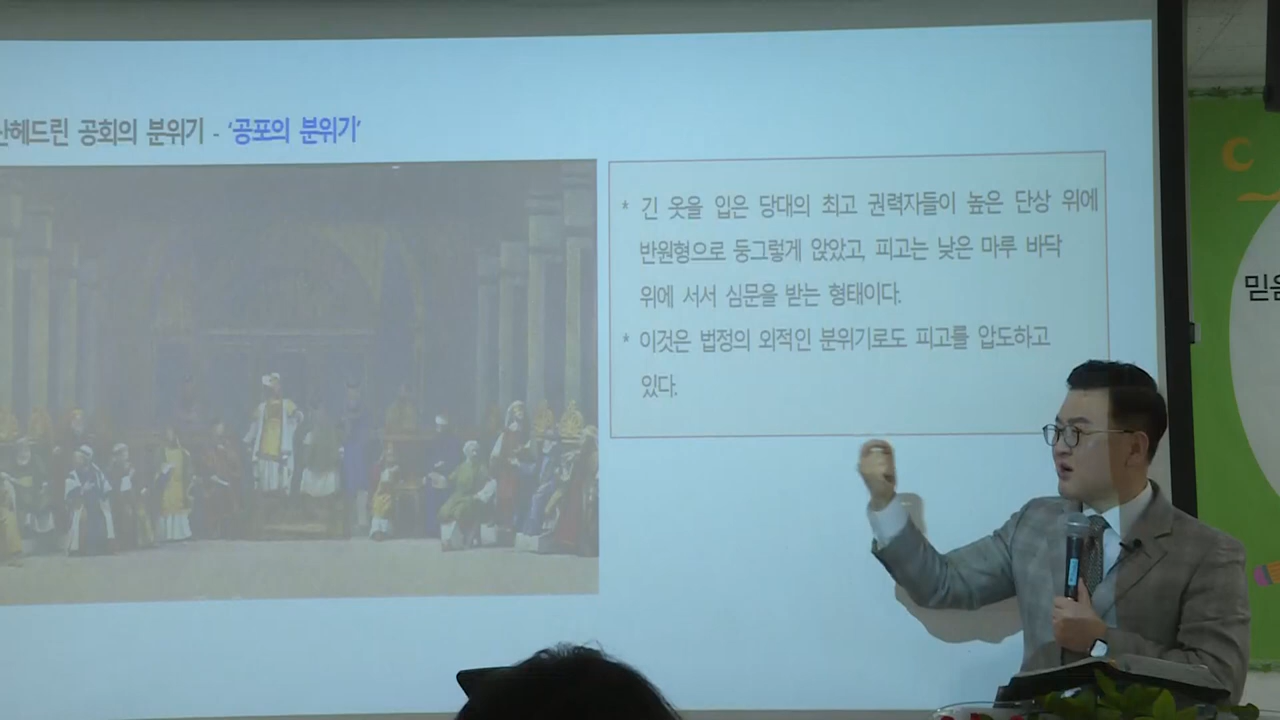 산헤드린 공회의 분위기 - '공포의 분위기'
* 긴 옷을 입은 당대의 최고 권력자들이 높은 단상 위에
반원형으로 둥그렇게 앉았고, 피고는 낮은 마루 바닥
위에 서서 심문을 받는 형태이다.
* 이것은 법정의 외적인 분위기로도 피고를 압도하고
있다.